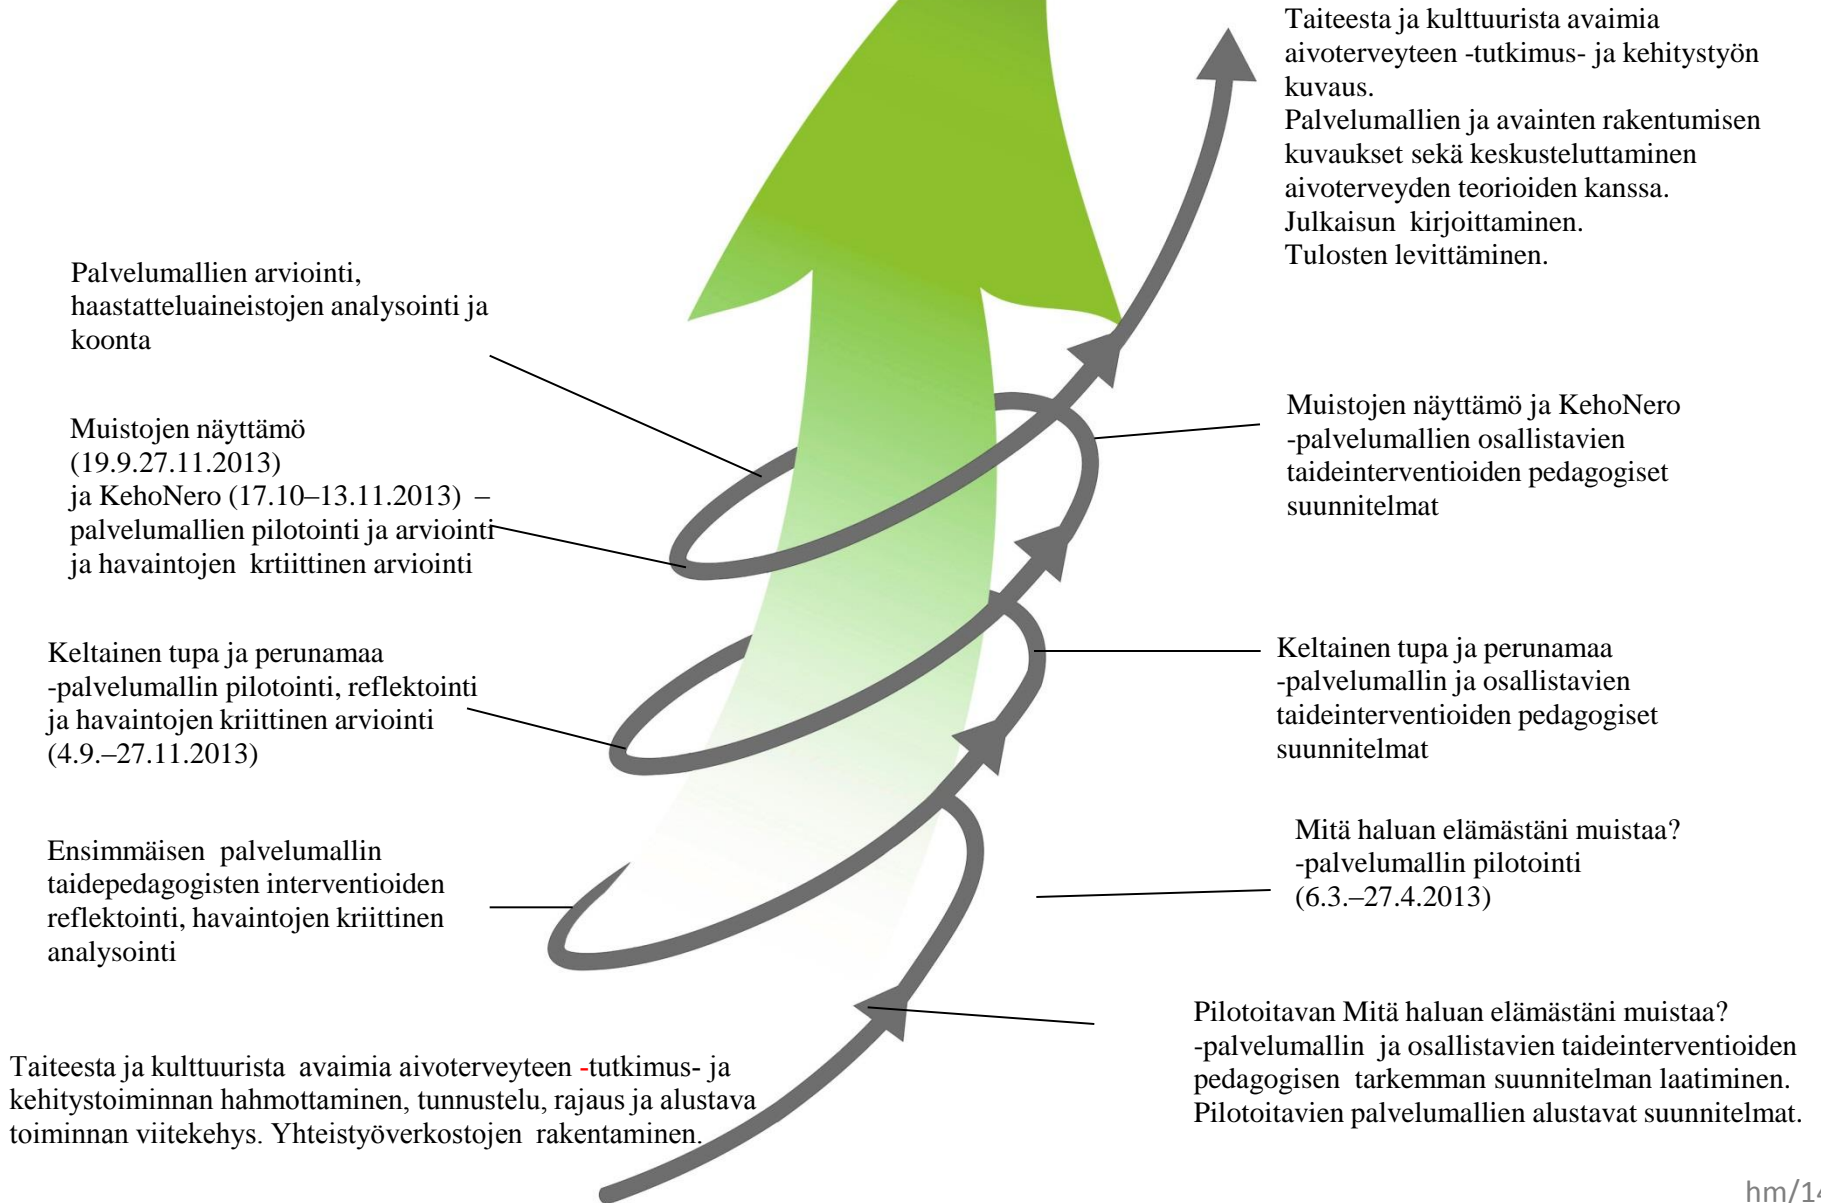 Taiteesta ja kulttuurista avaimia
aivoterveyteen -tutkimus- ja kehitystyön
kuvaus.
Palvelumallien ja avainten rakentumisen
kuvaukset sekä keskusteluttaminen
aivoterveyden teorioiden kanssa.
Julkaisun kirjoittaminen.
Tulosten levittäminen.
Palvelumallien arviointi,
haastatteluaineistojen analysointi ja
koonta
Muistojen näyttämö ja KehoNero
-palvelumallien osallistavien
taideinterventioiden pedagogiset
suunnitelmat
Muistojen näyttämö
(19.9.27.11.2013)
ja KehoNero (17.10–13.11.2013) –
palvelumallien pilotointi ja arviointi
ja havaintojen krtiittinen arviointi
Keltainen tupa ja perunamaa
-palvelumallin ja osallistavien
taideinterventioiden pedagogiset
suunnitelmat
Keltainen tupa ja perunamaa
-palvelumallin pilotointi, reflektointi
ja havaintojen kriittinen arviointi
(4.9.–27.11.2013)
Mitä haluan elämästäni muistaa?
-palvelumallin pilotointi
(6.3.–27.4.2013)
Ensimmäisen palvelumallin
taidepedagogisten interventioiden
reflektointi, havaintojen kriittinen
analysointi
Pilotoitavan Mitä haluan elämästäni muistaa?
-palvelumallin ja osallistavien taideinterventioiden
pedagogisen tarkemman suunnitelman laatiminen.
Pilotoitavien palvelumallien alustavat suunnitelmat.
Taiteesta ja kulttuurista avaimia aivoterveyteen -tutkimus- ja
kehitystoiminnan hahmottaminen, tunnustelu, rajaus ja alustava
toiminnan viitekehys. Yhteistyöverkostojen rakentaminen.
hm/14